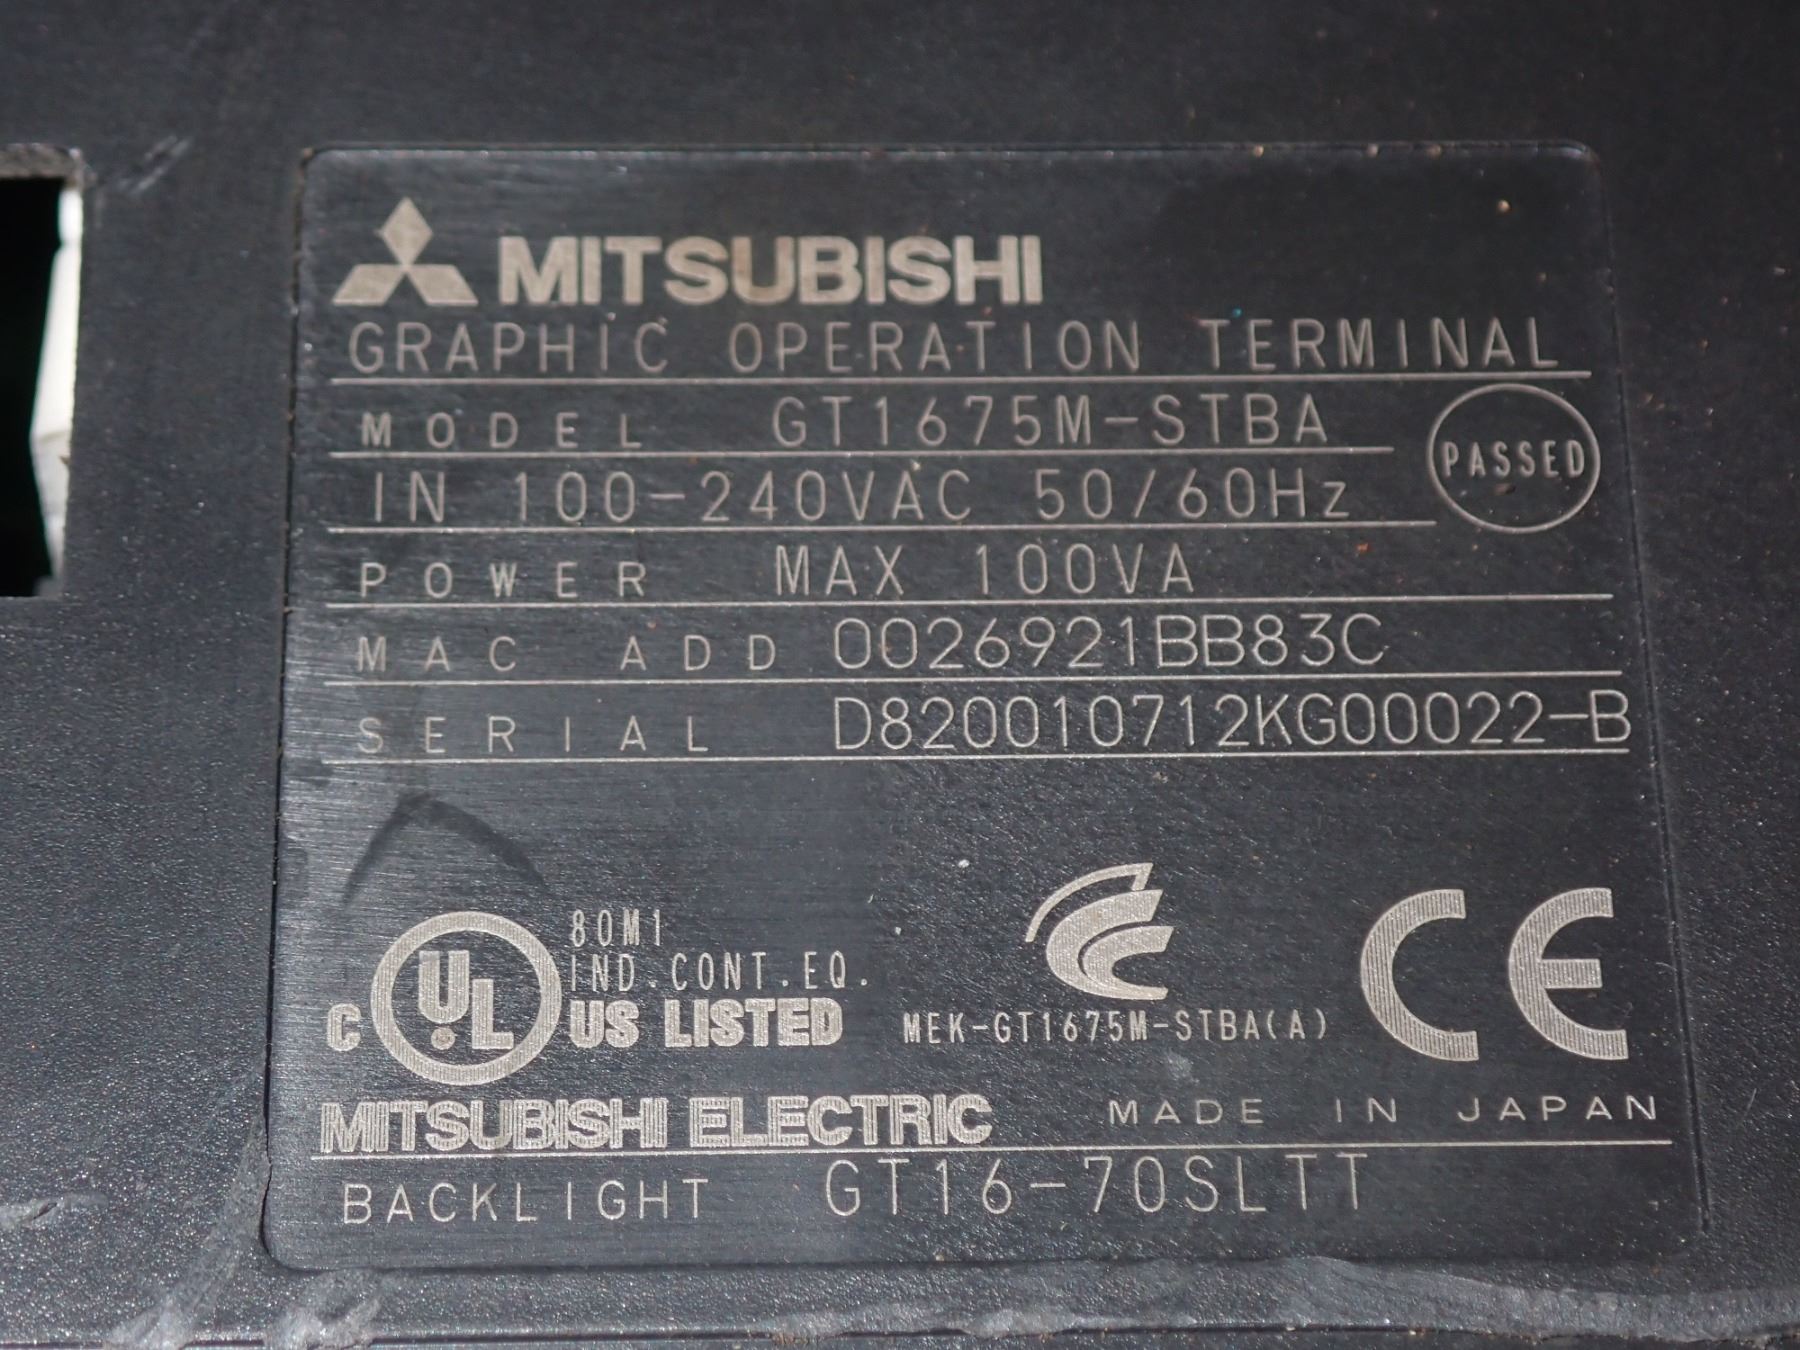 MITSUBISHI
GRAPHIC OPERATION TERMINAL
MODEL GT1675M-STBA
PASSED
IN 100-240VAC 50/60Hz
POWER MAX 100VA
MAC ADD 0026921BB83C
SERIAL D820010712KG00022-B
80M1
IND.CONT.EQ.
C UL US LISTED
MEK-GT1675M-STBA(A)
CE
MITSUBISHI ELECTRIC MADE IN JAPAN
BACKLIGHT GT16-70SLTT